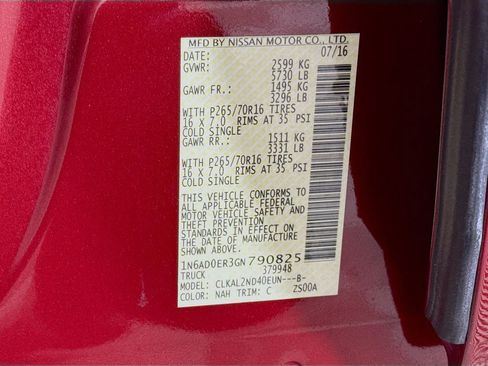 MFD BY NISSAN MOTOR CO., LTD.
DATE: 07/16
GVWR: 2599 KG
5730 LB
GAWR FR.: 1495 KG
3296 LB
WITH P265/70R16 TIRES
16 X 7.0 RIMS AT 35 PSI
COLD SINGLE
GAWR RR.: 1511 KG
3331 LB
WITH P265/70R16 TIRES
16 X 7.0 RIMS AT 35 PSI
COLD SINGLE
THIS VEHICLE CONFORMS TO
ALL APPLICABLE FEDERAL
MOTOR VEHICLE SAFETY AND
THEFT PREVENTION
STANDARDS IN EFFECT ON
THE DATE OF MANUFACTURE
SHOWN ABOVE.
1N6AD0ER3GN790825
TRUCK 379948
MODEL: CLKAL2ND40EUN---B-
COLOR: NAH TRIM: C ZS00A